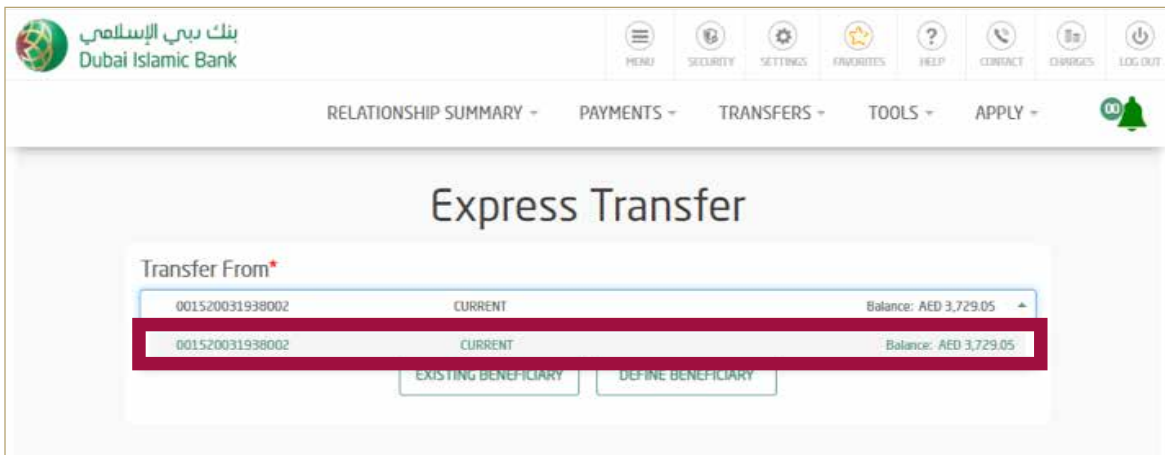 بنك دبي الإسلامي
Dubai Islamic Bank
MENU SECURITY SETTINGS FAVORITES HELP CONTACT CHARGES LOG OUT
RELATIONSHIP SUMMARY PAYMENTS TRANSFERS TOOLS APPLY 00
Express Transfer
Transfer From*
001520031938002 CURRENT Balance: AED 3,729.05
001520031938002 CURRENT Balance: AED 3,729.05
EXISTING BENEFICIARY DEFINE BENEFICIARY